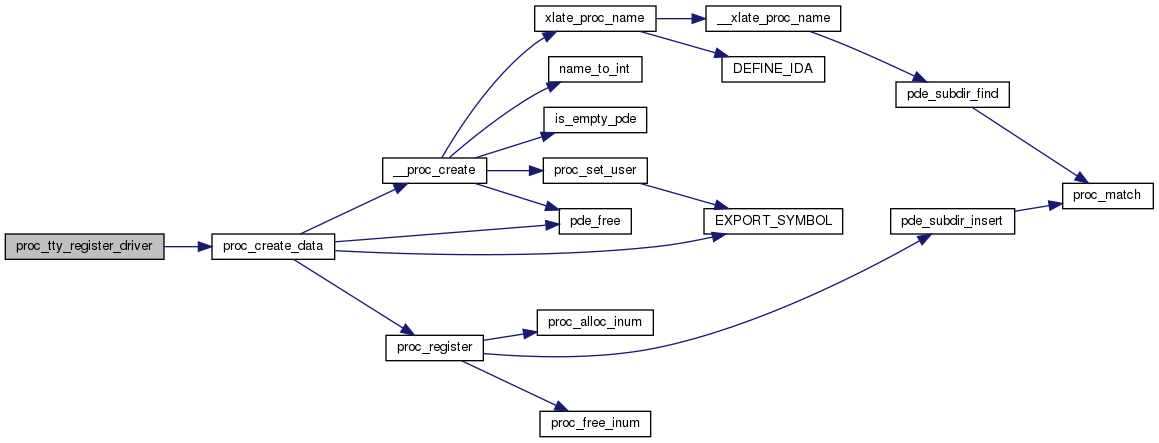 xlate_proc_name
__xlate_proc_name
name_to_int
DEFINE_IDA
pde_subdir_find
is_empty_pde
__proc_create
proc_set_user
proc_match
pde_free
EXPORT_SYMBOL
pde_subdir_insert
proc_tty_register_driver
proc_create_data
proc_alloc_inum
proc_register
proc_free_inum